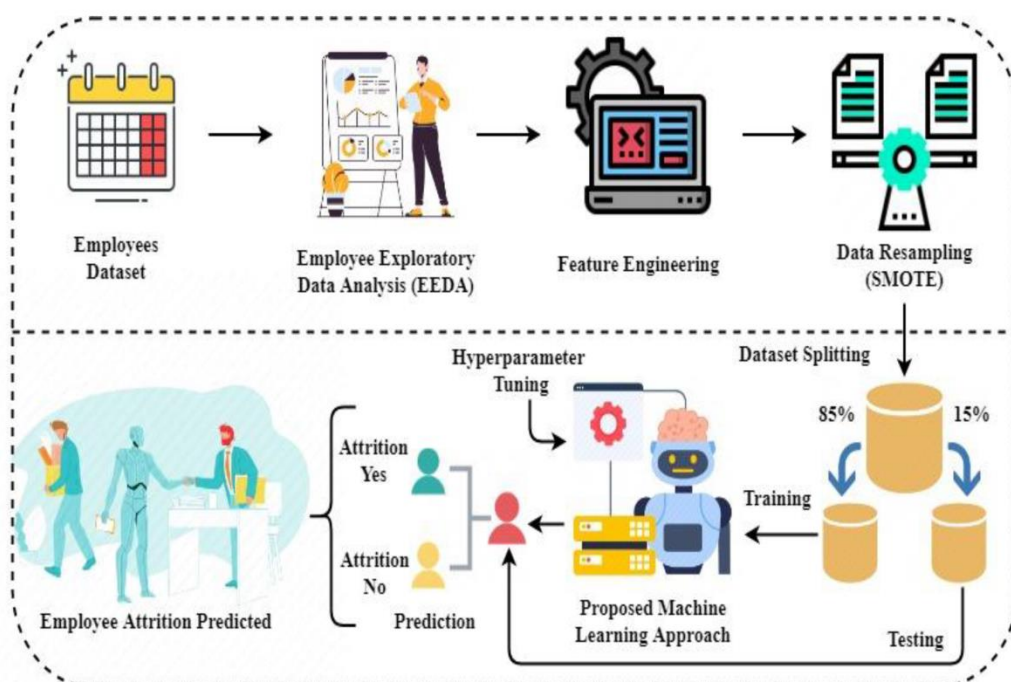 Employees
Dataset
Employee Exploratory
Data Analysis (EEDA)
Feature Engineering
Data Resampling
(SMOTE)
Dataset Splitting
85%
15%
Training
Testing
Hyperparameter
Tuning
Proposed Machine
Learning Approach
Attrition
Yes
Attrition
No
Prediction
Employee Attrition Predicted